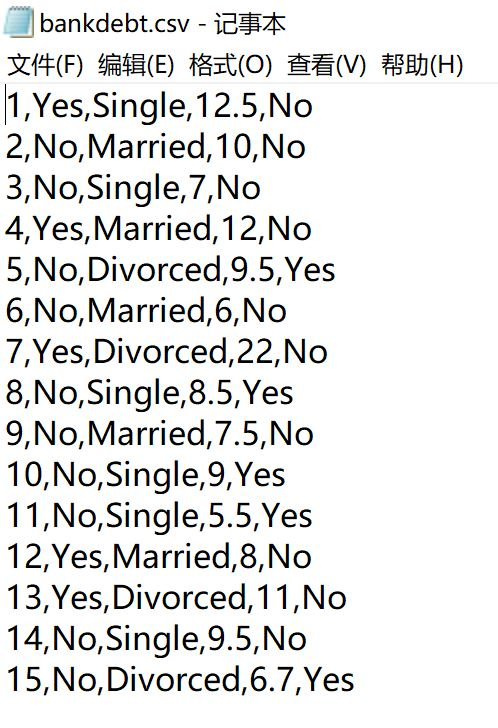 bankdebt.csv - 记事本
文件(F) 编辑(E) 格式(O) 查看(V) 帮助(H)
1,Yes,Single,12.5,No
2,No,Married,10,No
3,No,Single,7,No
4,Yes,Married,12,No
5,No,Divorced,9.5,Yes
6,No,Married,6,No
7,Yes,Divorced,22,No
8,No,Single,8.5,Yes
9,No,Married,7.5,No
10,No,Single,9,Yes
11,No,Single,5.5,Yes
12,Yes,Married,8,No
13,Yes,Divorced,11,No
14,No,Single,9.5,No
15,No,Divorced,6.7,Yes